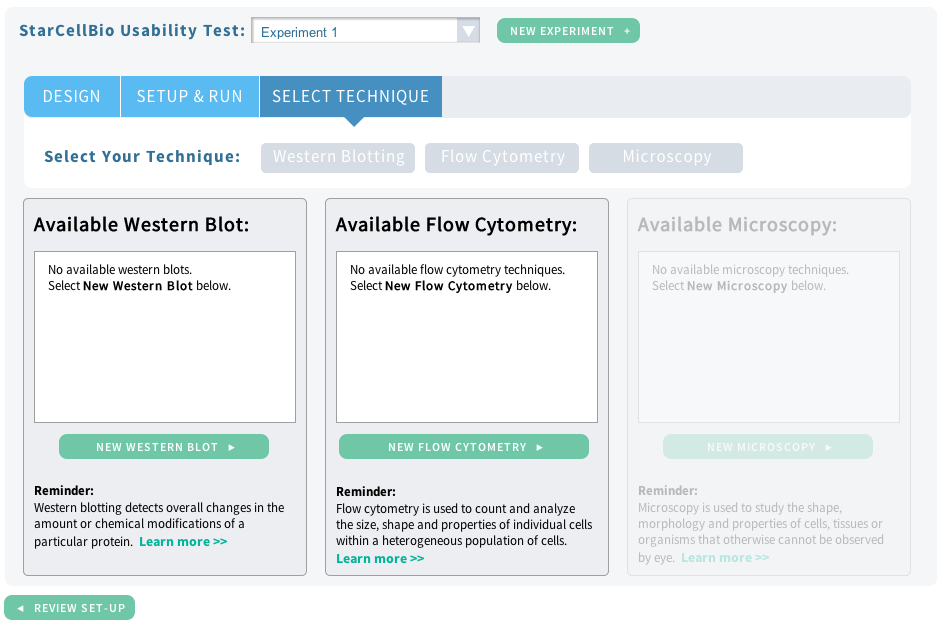 StarCellBio Usability Test: Experiment 1 NEW EXPERIMENT +
DESIGN SETUP & RUN SELECT TECHNIQUE
Select Your Technique: Western Blotting Flow Cytometry Microscopy
Available Western Blot:
No available western blots.
Select New Western Blot below.
NEW WESTERN BLOT ►
Reminder:
Western blotting detects overall changes in the
amount or chemical modifications of a
particular protein. Learn more >>
Available Flow Cytometry:
No available flow cytometry techniques.
Select New Flow Cytometry below.
NEW FLOW CYTOMETRY ►
Reminder:
Flow cytometry is used to count and analyze
the size, shape and properties of individual cells
within a heterogeneous population of cells.
Learn more >>
Available Microscopy:
No available microscopy techniques.
Select New Microscopy below.
NEW MICROSCOPY ►
Reminder:
Microscopy is used to study the shape,
morphology and properties of cells, tissues or
organisms that otherwise cannot be observed
by eye. Learn more >>
◄ REVIEW SET-UP